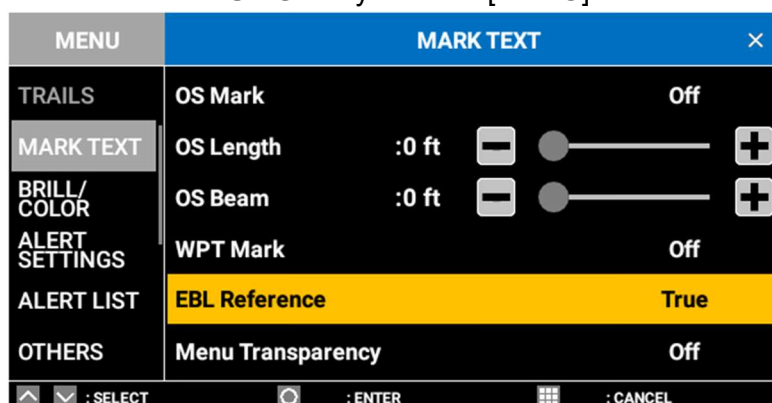 MENU
MARK TEXT ×
TRAILS
MARK TEXT
BRILL/
COLOR
ALERT
SETTINGS
ALERT LIST
OTHERS
OS Mark Off
OS Length :0 ft
OS Beam :0 ft
WPT Mark Off
EBL Reference True
Menu Transparency Off
: SELECT : ENTER : CANCEL